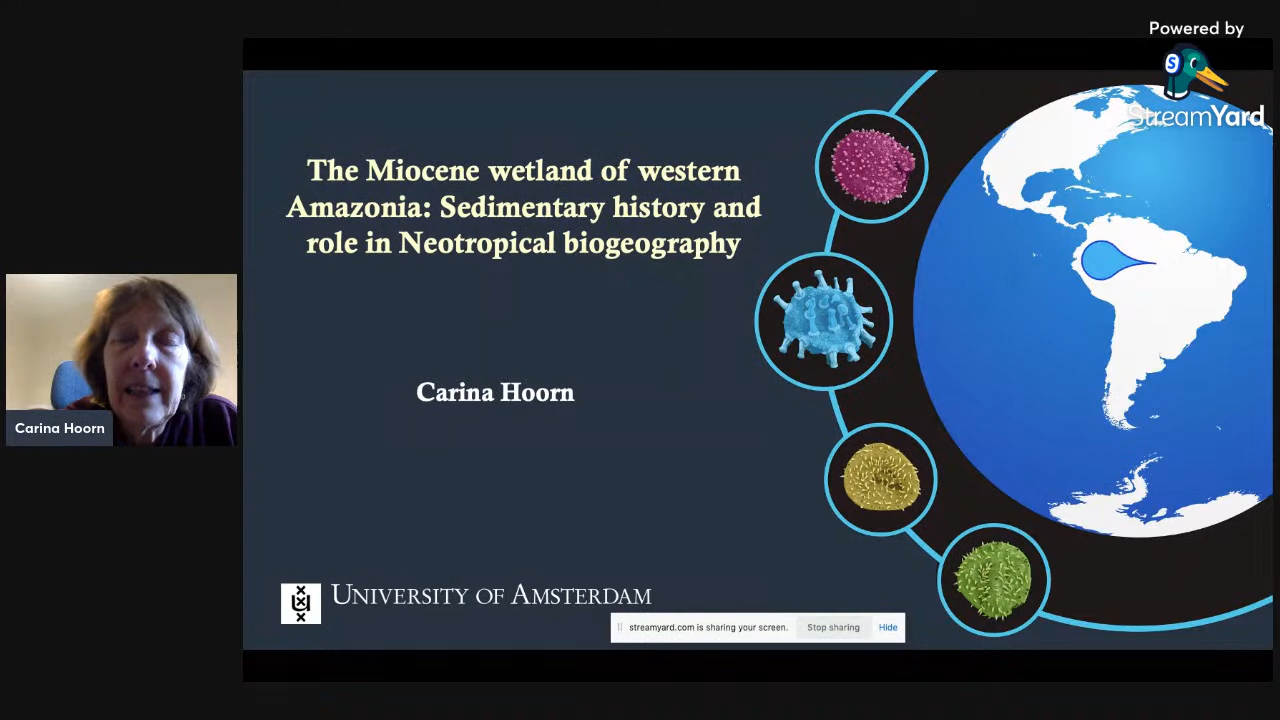 Powered by
StreamYard
The Miocene wetland of western
Amazonia: Sedimentary history and
role in Neotropical biogeography
Carina Hoorn
Carina Hoorn
UNIVERSITY OF AMSTERDAM
streamyard.com is sharing your screen. Stop sharing Hide